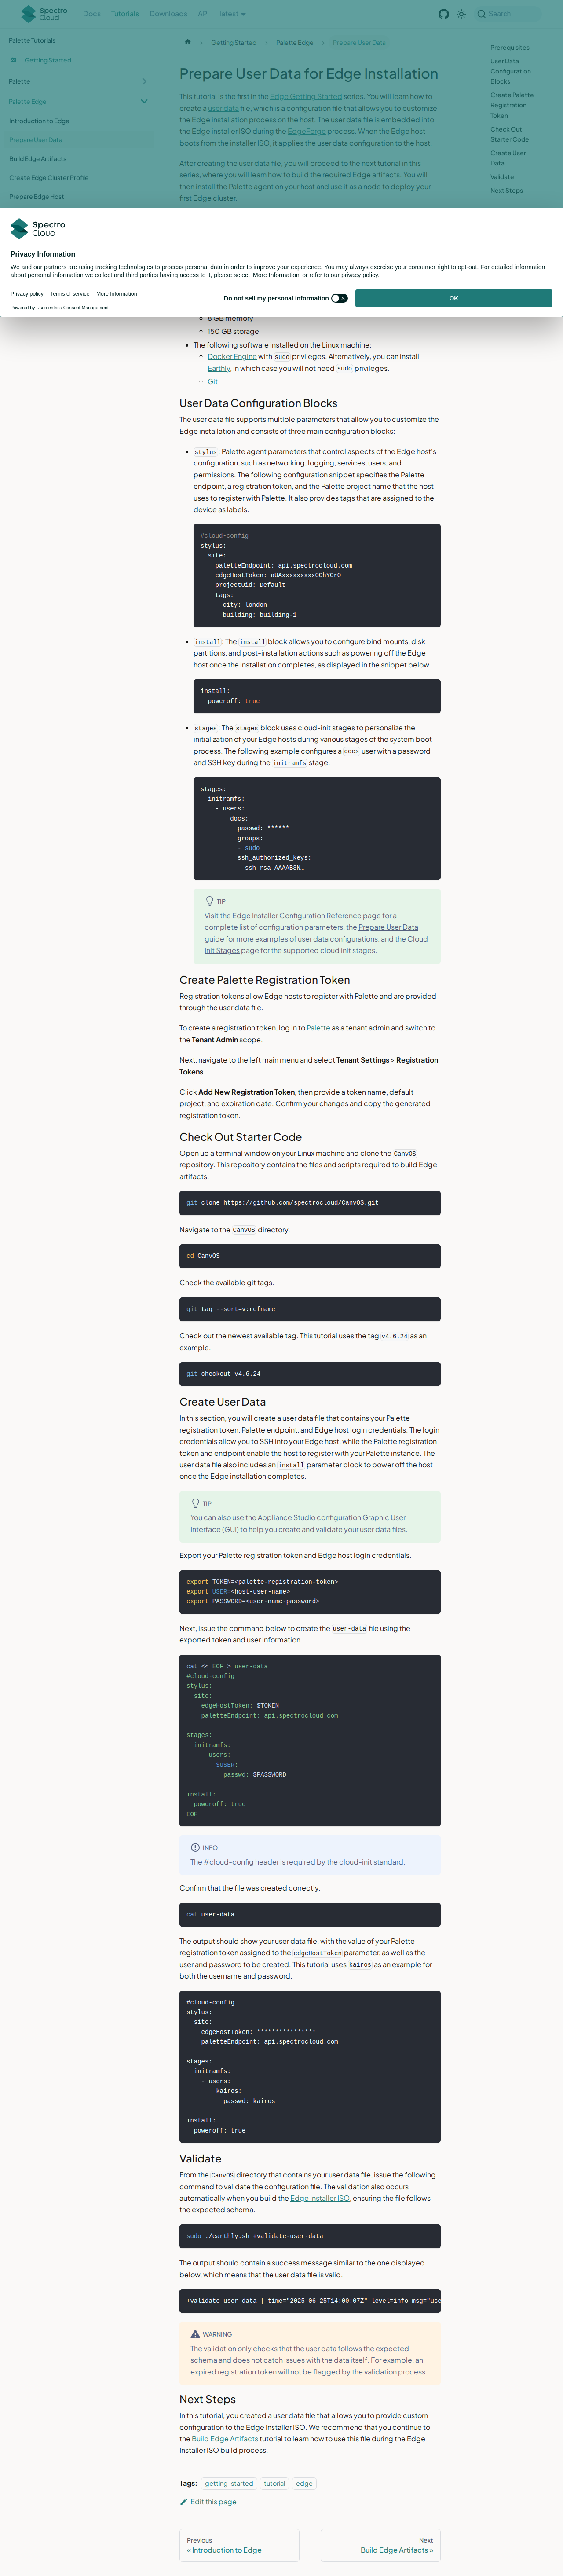 Spectro Cloud
Docs
Tutorials
Downloads
API
latest
Search
Palette Tutorials
Getting Started
Palette
Palette Edge
Introduction to Edge
Prepare User Data
Build Edge Artifacts
Create Edge Cluster Profile
Prepare Edge Host
Getting Started
Palette Edge
Prepare User Data
Prepare User Data for Edge Installation
This tutorial is the first in the Edge Getting Started series. You will learn how to
create a user data file, which is a configuration file that allows you to customize
the Edge installation process on the host. The user data file is embedded into
the Edge installer ISO during the EdgeForge process. When the Edge host
boots from the installer ISO, it applies the user data configuration to the host.
After creating the user data file, you will proceed to the next tutorial in this
series, where you will learn how to build the required Edge artifacts. You will
then install the Palette agent on your host and use it as a node to deploy your
first Edge cluster.
Prerequisites
User Data
Configuration
Blocks
Create Palette
Registration
Token
Check Out
Starter Code
Create User
Data
Validate
Next Steps
Spectro Cloud
Privacy Information
We and our partners are using tracking technologies to process personal data in order to improve your experience. You may always exercise your consumer right to opt-out. For detailed information
about personal information we collect and third parties having access to it, please select 'More Information' or refer to our privacy policy.
Privacy policy
Terms of service
More Information
Powered by Usercentrics Consent Management
Do not sell my personal information
OK
8 GB memory
150 GB storage
The following software installed on the Linux machine:
Docker Engine with sudo privileges. Alternatively, you can install
Earthly, in which case you will not need sudo privileges.
Git
User Data Configuration Blocks
The user data file supports multiple parameters that allow you to customize the
Edge installation and consists of three main configuration blocks:
stylus: Palette agent parameters that control aspects of the Edge host's
configuration, such as networking, logging, services, users, and
permissions. The following configuration snippet specifies the Palette
endpoint, a registration token, and the Palette project name that the host
uses to register with Palette. It also provides tags that are assigned to the
device as labels.
#cloud-config
stylus:
  site:
    paletteEndpoint: api.spectrocloud.com
    edgeHostToken: aUAxxxxxxxxx0ChYCrO
    projectUid: Default
    tags:
      city: london
      building: building-1
install: The install block allows you to configure bind mounts, disk
partitions, and post-installation actions such as powering off the Edge
host once the installation completes, as displayed in the snippet below.
install:
  poweroff: true
stages: The stages block uses cloud-init stages to personalize the
initialization of your Edge hosts during various stages of the system boot
process. The following example configures a docs user with a password
and SSH key during the initramfs stage.
stages:
  initramfs:
    - users:
        docs:
          passwd: ******
          groups:
          - sudo
          ssh_authorized_keys:
          - ssh-rsa AAAAB3N…
TIP
Visit the Edge Installer Configuration Reference page for a
complete list of configuration parameters, the Prepare User Data
guide for more examples of user data configurations, and the Cloud
Init Stages page for the supported cloud init stages.
Create Palette Registration Token
Registration tokens allow Edge hosts to register with Palette and are provided
through the user data file.
To create a registration token, log in to Palette as a tenant admin and switch to
the Tenant Admin scope.
Next, navigate to the left main menu and select Tenant Settings > Registration
Tokens.
Click Add New Registration Token, then provide a token name, default
project, and expiration date. Confirm your changes and copy the generated
registration token.
Check Out Starter Code
Open up a terminal window on your Linux machine and clone the CanvOS
repository. This repository contains the files and scripts required to build Edge
artifacts.
git clone https://github.com/spectrocloud/CanvOS.git
Navigate to the CanvOS directory.
cd CanvOS
Check the available git tags.
git tag --sort=v:refname
Check out the newest available tag. This tutorial uses the tag v4.6.24 as an
example.
git checkout v4.6.24
Create User Data
In this section, you will create a user data file that contains your Palette
registration token, Palette endpoint, and Edge host login credentials. The login
credentials allow you to SSH into your Edge host, while the Palette registration
token and endpoint enable the host to register with your Palette instance. The
user data file also includes an install parameter block to power off the host
once the Edge installation completes.
TIP
You can also use the Appliance Studio configuration Graphic User
Interface (GUI) to help you create and validate your user data files.
Export your Palette registration token and Edge host login credentials.
export TOKEN=<palette-registration-token>
export USER=<host-user-name>
export PASSWORD=<user-name-password>
Next, issue the command below to create the user-data file using the
exported token and user information.
cat << EOF > user-data
#cloud-config
stylus:
  site:
    edgeHostToken: $TOKEN
    paletteEndpoint: api.spectrocloud.com
stages:
  initramfs:
    - users:
        $USER:
          passwd: $PASSWORD
install:
  poweroff: true
EOF
INFO
The #cloud-config header is required by the cloud-init standard.
Confirm that the file was created correctly.
cat user-data
The output should show your user data file, with the value of your Palette
registration token assigned to the edgeHostToken parameter, as well as the
user and password to be created. This tutorial uses kairos as an example for
both the username and password.
#cloud-config
stylus:
  site:
    edgeHostToken: ****************
    paletteEndpoint: api.spectrocloud.com
stages:
  initramfs:
    - users:
        kairos:
          passwd: kairos
install:
  poweroff: true
Validate
From the CanvOS directory that contains your user data file, issue the following
command to validate the configuration file. The validation also occurs
automatically when you build the Edge Installer ISO, ensuring the file follows
the expected schema.
sudo ./earthly.sh +validate-user-data
The output should contain a success message similar to the one displayed
below, which means that the user data file is valid.
+validate-user-data | time="2025-06-25T14:00:07Z" level=info msg="use
WARNING
The validation only checks that the user data follows the expected
schema and does not catch issues with the data itself. For example, an
expired registration token will not be flagged by the validation process.
Next Steps
In this tutorial, you created a user data file that allows you to provide custom
configuration to the Edge Installer ISO. We recommend that you continue to
the Build Edge Artifacts tutorial to learn how to use this file during the Edge
Installer ISO build process.
Tags: getting-started tutorial edge
Edit this page
Previous
« Introduction to Edge
Next
Build Edge Artifacts »